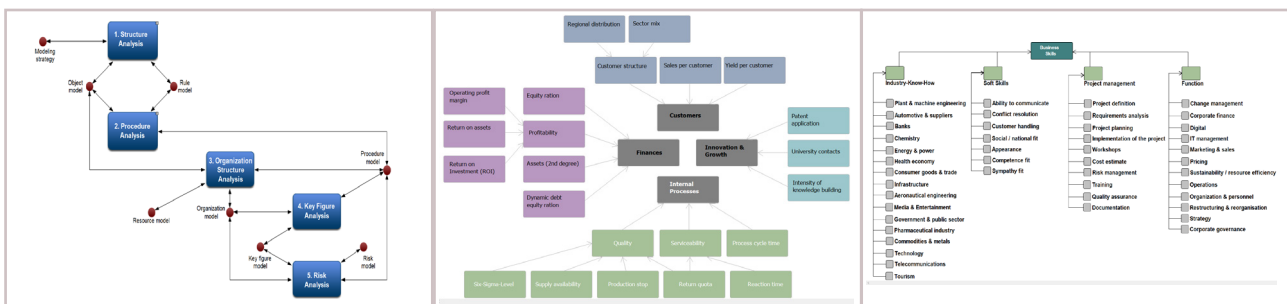 1. Structure
Analysis
Modeling
strategy
Object
model
Rule
model
2. Procedure
Analysis
3. Organization
Structure
Analysis
Procedure
model
Resource model
Organization
model
4. Key Figure
Analysis
Key figure
model
Risk
model
5. Risk
Analysis
Regional distribution
Sector mix
Customer structure
Sales per customer
Yield per customer
Operating profit
margin
Equity ration
Return on assets
Profitability
Return on
Investment (ROI)
Assets (2nd degree)
Dynamic debt
equity ration
Customers
Finances
Innovation &
Growth
Internal
Processes
Patent
application
University
contacts
Intensity of
knowledge building
Quality
Serviceability
Process cycle time
Six-Sigma-Level
Supply availability
Production stop
Return quota
Reaction time
Business
Skills
Industry-Know-How
Plant & machine engineering
Automotive & suppliers
Banks
Chemistry
Energy & power
Health economy
Consumer goods & trade
Infrastructure
Aeronautical engineering
Media & Entertainment
Government & public sector
Pharmaceutical industry
Commodities & metals
Technology
Telecommunications
Tourism
Soft Skills
Ability to communicate
Conflict resolution
Customer handling
Social / national fit
Appearance
Competence fit
Sympathy fit
Project management
Project definition
Requirements analysis
Project planning
Implementation of the project
Workshops
Cost estimate
Risk management
Training
Quality assurance
Documentation
Function
Change management
Corporate finance
Digital
IT management
Marketing & sales
Pricing
Sustainability / resource efficiency
Operations
Organization & personnel
Restructuring & reorganisation
Strategy
Corporate governance